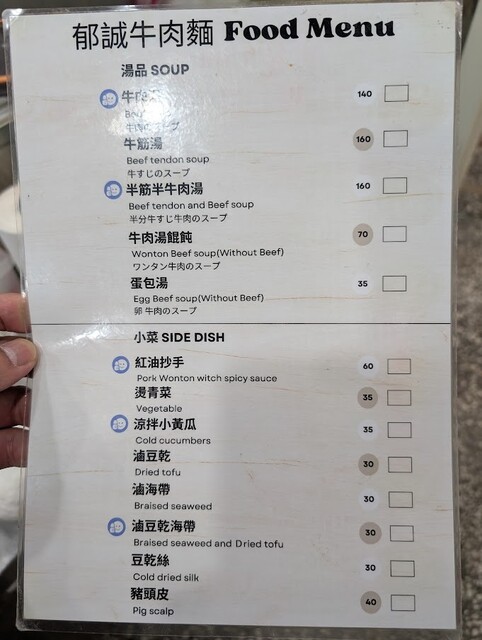 郁誠牛肉麵 Food Menu
湯品 SOUP
牛肉 140
スープ
牛筋湯 160
Beef tendon soup
牛すじのスープ
半筋半牛肉湯 160
Beef tendon and Beef soup
半分牛すじ牛肉のスープ
牛肉湯餛飩 70
Wonton Beef soup(Without Beef)
ワンタン牛肉のスープ
蛋包湯 35
Egg Beef soup(Without Beef)
卵 牛肉のスープ
小菜 SIDE DISH
紅油抄手 60
Pork Wonton witch spicy sauce
燙青菜 35
Vegetable
涼拌小黃瓜 35
Cold cucumbers
滷豆乾 30
Dried tofu
滷海帶 30
Braised seaweed
滷豆乾海帶 30
Braised seaweed and Dried tofu
豆乾絲 30
Cold dried silk
豬頭皮 40
Pig scalp